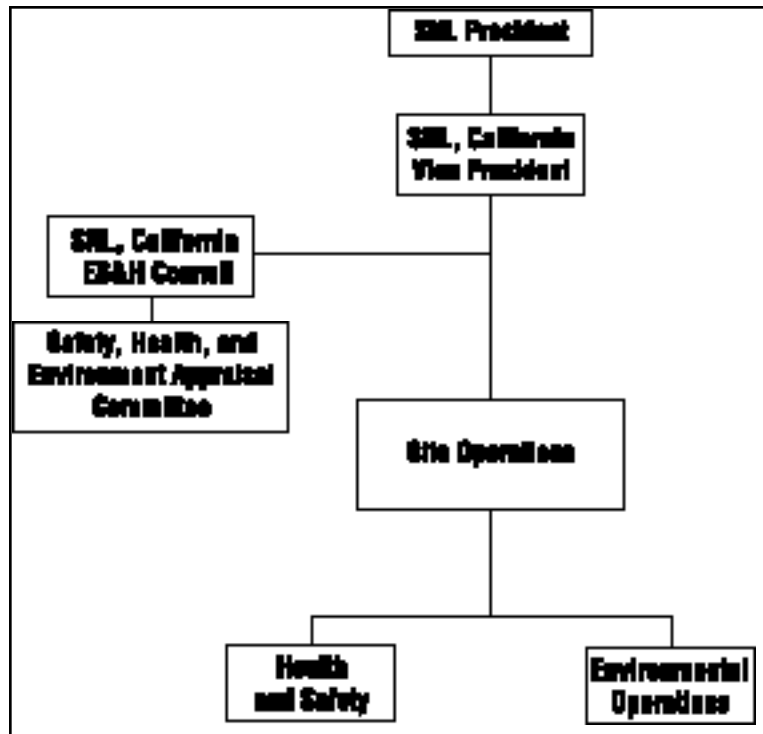 SNL President
SNL, California
Vice President
SNL, California
ES&H Council
Safety, Health, and
Environment Appraisal
Committee
Site Operations
Health
and Safety
Environmental
Operations